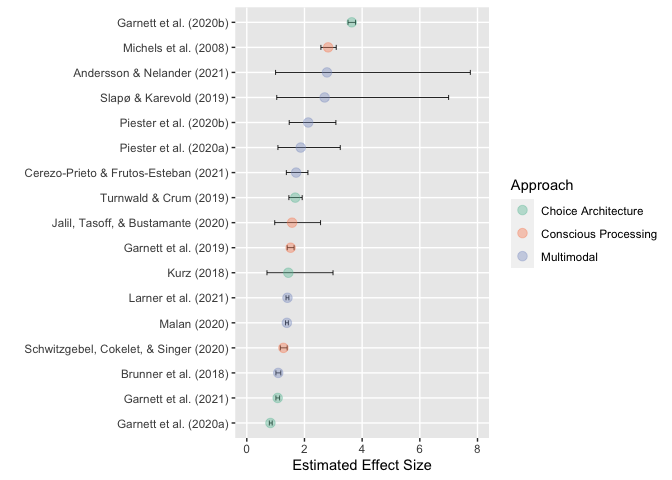 Garnett et al. (2020b)
Michels et al. (2008)
Andersson & Nelander (2021)
Slapø & Karevold (2019)
Piester et al. (2020b)
Piester et al. (2020a)
Cerezo-Prieto & Frutos-Esteban (2021)
Turnwald & Crum (2019)
Jalil, Tasoff, & Bustamante (2020)
Garnett et al. (2019)
Kurz (2018)
Larner et al. (2021)
Malan (2020)
Schwitzgebel, Cokelet, & Singer (2020)
Brunner et al. (2018)
Garnett et al. (2021)
Garnett et al. (2020a)
0 2 4 6 8
Estimated Effect Size
Approach
Choice Architecture
Conscious Processing
Multimodal